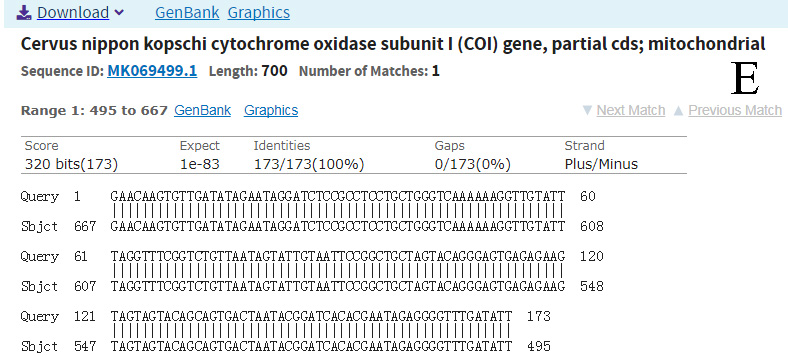 Download GenBank Graphics
Cervus nippon kopschi cytochrome oxidase subunit I (COI) gene, partial cds; mitochondrial
Sequence ID: MK069499.1 Length: 700 Number of Matches: 1
E
Range 1: 495 to 667 GenBank Graphics Next Match Previous Match
Score Expect Identities Gaps Strand
320 bits(173) 1e-83 173/173(100%) 0/173(0%) Plus/Minus
Query 1 GAACAAGTGTTGATATAGAATAGGATCTCCGCCTCCTGCTGGGTCAAAAAAGGTTGTATT 60
Sbjct 667 GAACAAGTGTTGATATAGAATAGGATCTCCGCCTCCTGCTGGGTCAAAAAAGGTTGTATT 608
Query 61 TAGGTTTCGGTCTGTTAATAGTATTGTAATTCCGGCTGCTAGTACAGGGAGTGAGAGAAG 120
Sbjct 607 TAGGTTTCGGTCTGTTAATAGTATTGTAATTCCGGCTGCTAGTACAGGGAGTGAGAGAAG 548
Query 121 TAGTAGTACAGCAGTGACTAATACGGATCACACGAATAGAGGGGTTTGATATT 173
Sbjct 547 TAGTAGTACAGCAGTGACTAATACGGATCACACGAATAGAGGGGTTTGATATT 495